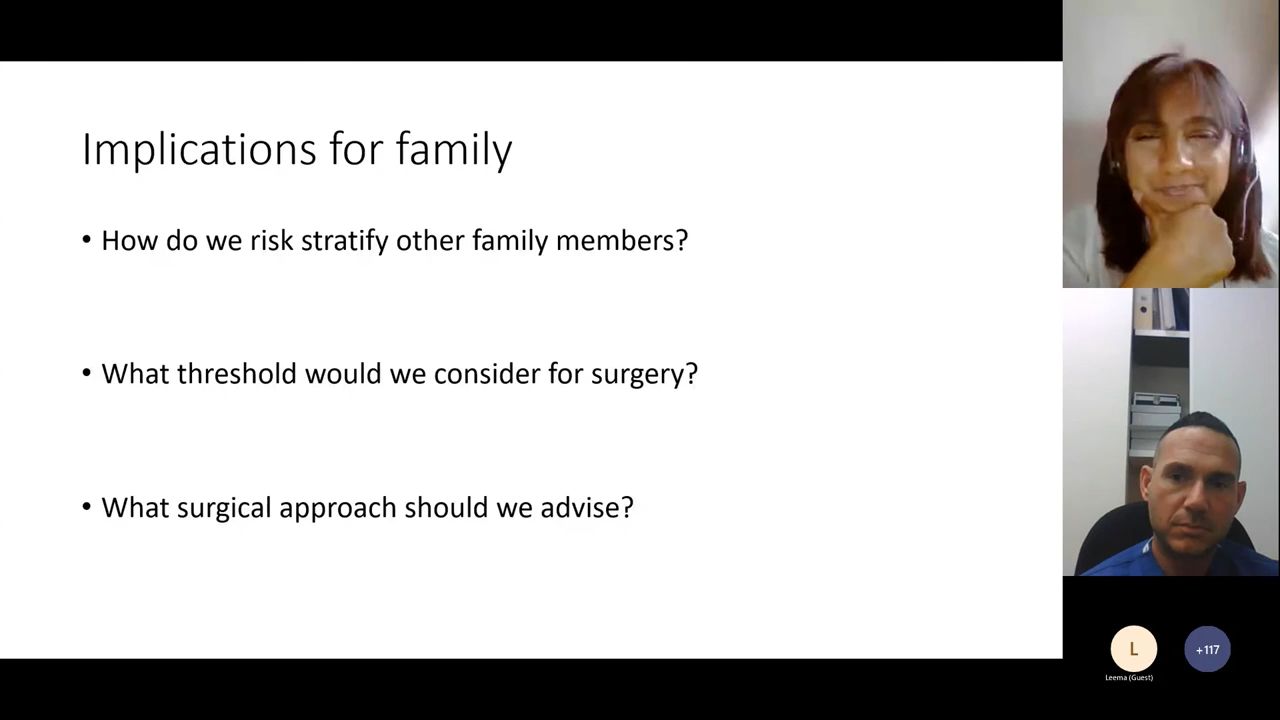 Implications for family
• How do we risk stratify other family members?
• What threshold would we consider for surgery?
• What surgical approach should we advise?
L
+117
Leema (Guest)